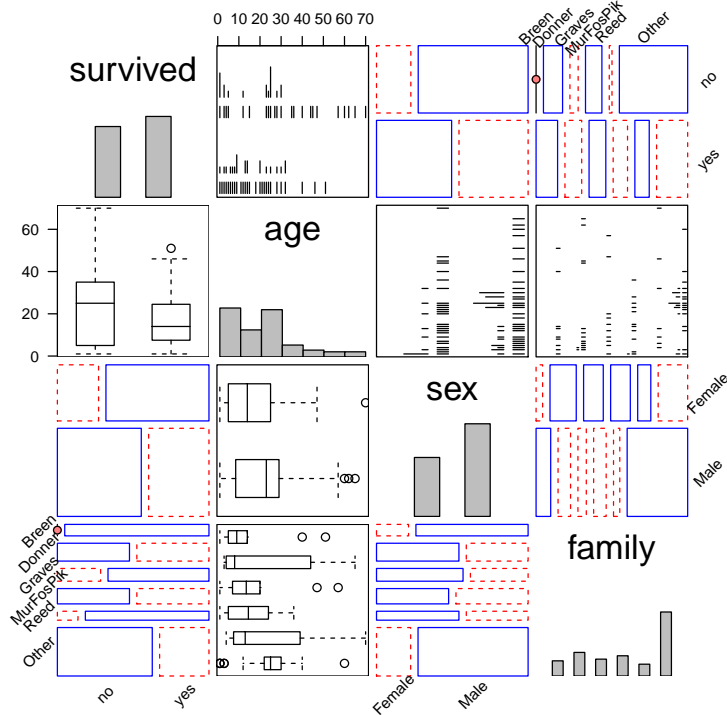 0 10 20 30 40 50 60 70
Breen
Donner
Graves
MurFosPik
Reed
Other
survived
no
yes
60
40
20
0
age
sex
Female
Male
Breen
Donner
Graves
MurFosPik
Reed
Other
family
no
yes
Female
Male